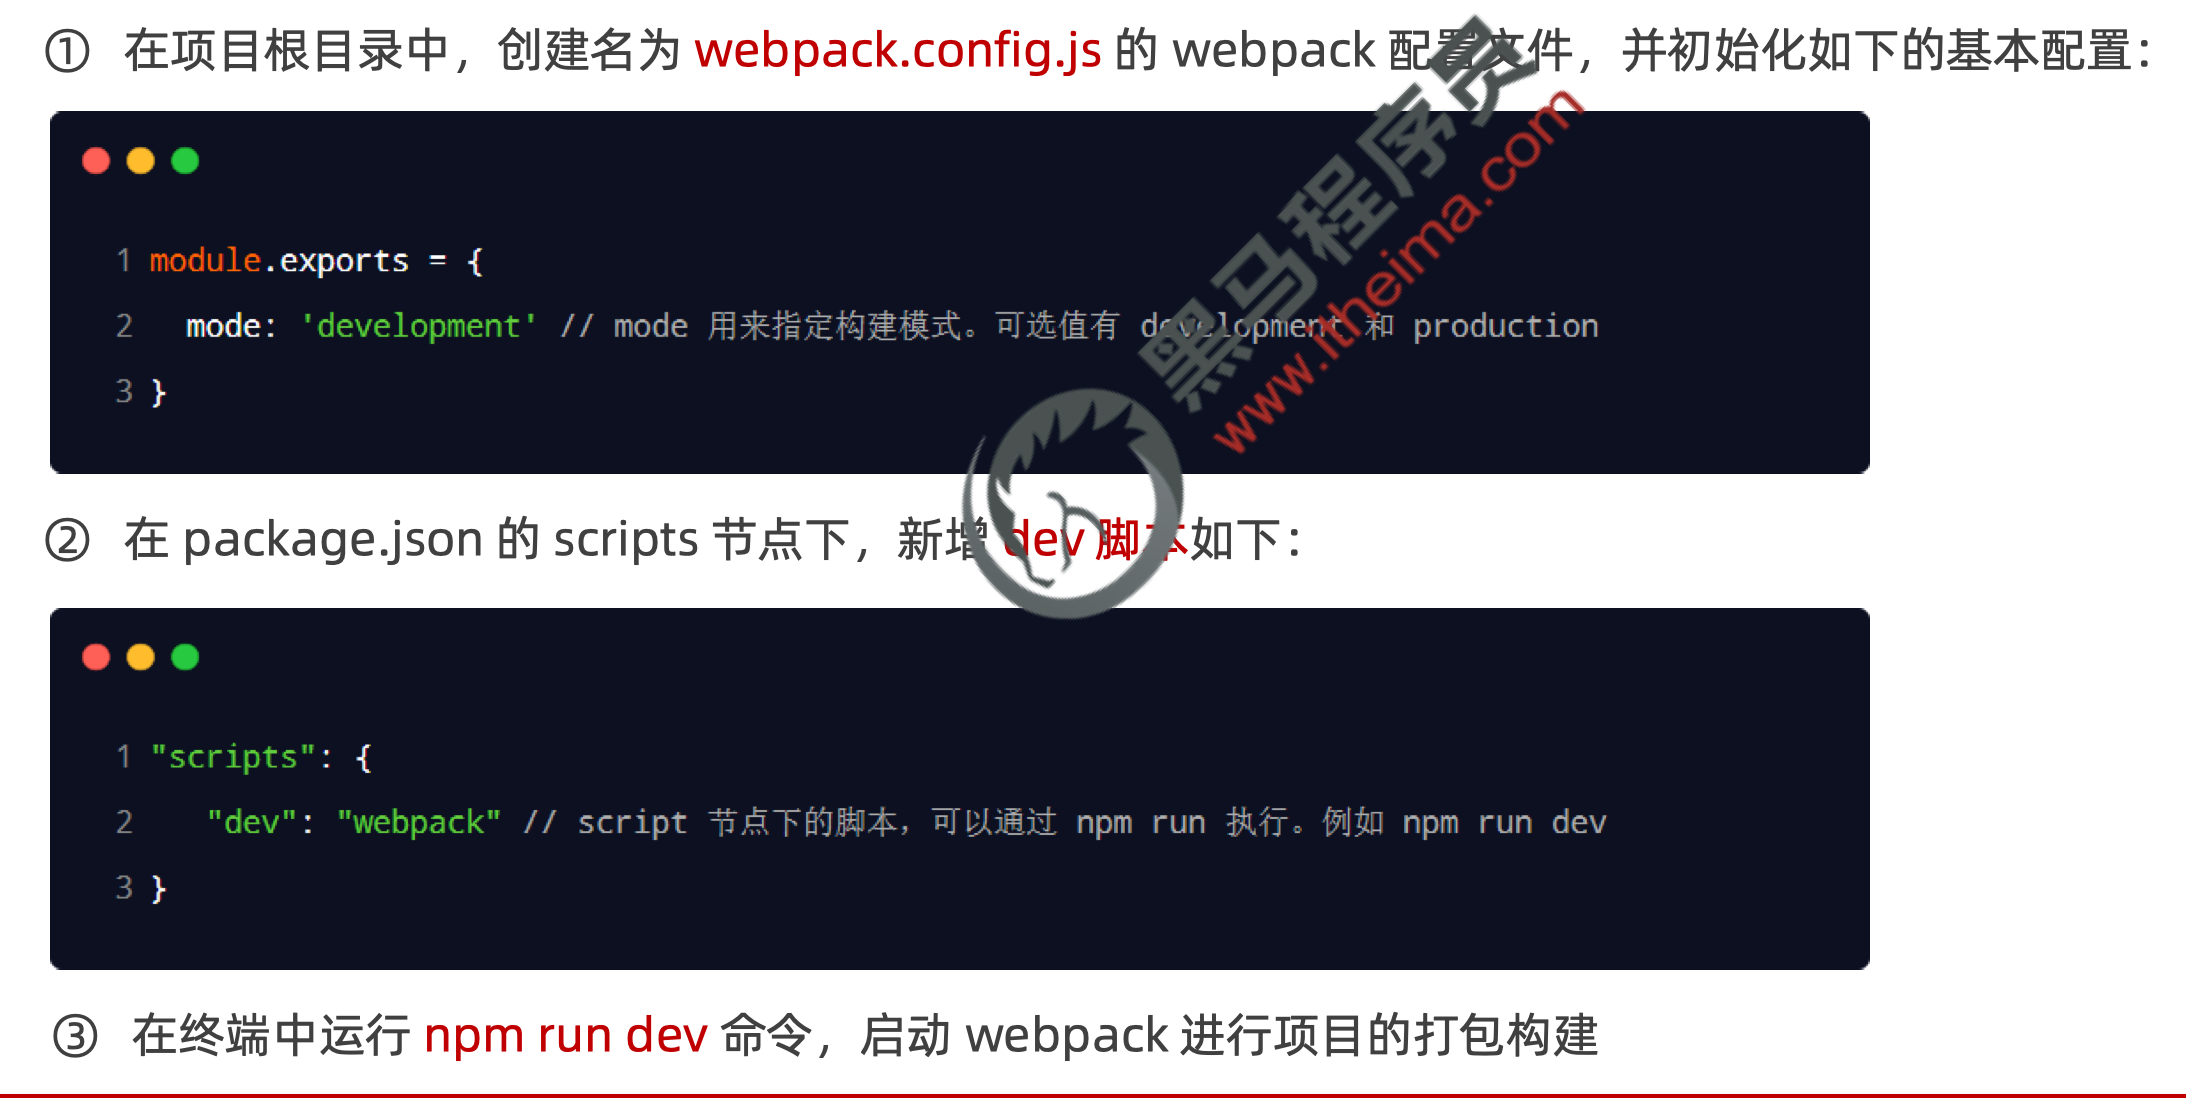 ① 在项目根目录中，创建名为 webpack.config.js 的 webpack 配置文件，并初始化如下的基本配置：
1 module.exports = {
2 mode: 'development' // mode 用来指定构建模式。可选值有 development 和 production
3 }
② 在 package.json 的 scripts 节点下，新增 dev 脚本如下：
1 "scripts": {
2 "dev": "webpack" // script 节点下的脚本，可以通过 npm run 执行。例如 npm run dev
3 }
③ 在终端中运行 npm run dev 命令，启动 webpack 进行项目的打包构建
黑马程序员
www.itheima.com